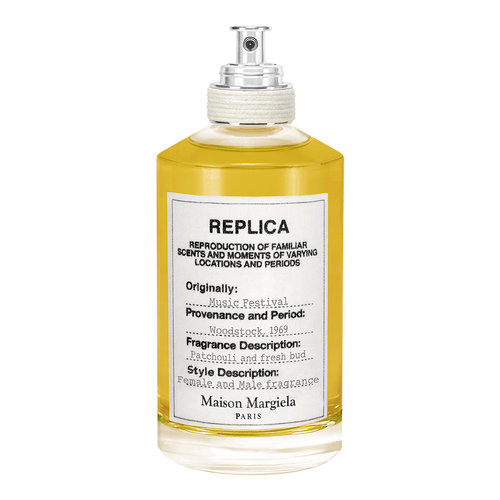 REPLICA
REPRODUCTION OF FAMILIAR
SCENTS AND MOMENTS OF VARYING
LOCATIONS AND PERIODS
Originally:
Music Festival
Provenance and Period:
Woodstock, 1969
Fragrance Description:
Patchouli and fresh bud
Style Description:
Female and Male fragrance
Maison Margiela
PARIS